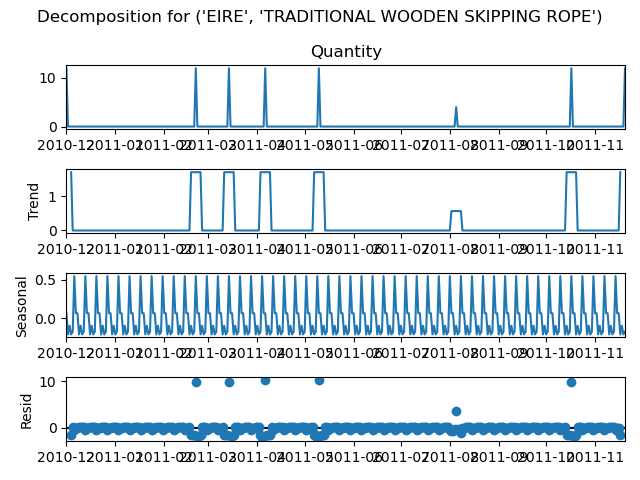 Decomposition for ('EIRE', 'TRADITIONAL WOODEN SKIPPING ROPE')
Quantity
10
0
2010-12 2011-01 2011-02 2011-03 2011-04 2011-05 2011-06 2011-07 2011-08 2011-09 2011-10 2011-11
Trend
1
0
2010-12 2011-01 2011-02 2011-03 2011-04 2011-05 2011-06 2011-07 2011-08 2011-09 2011-10 2011-11
Seasonal
0.5
0.0
2010-12 2011-01 2011-02 2011-03 2011-04 2011-05 2011-06 2011-07 2011-08 2011-09 2011-10 2011-11
Resid
10
0
2010-12 2011-01 2011-02 2011-03 2011-04 2011-05 2011-06 2011-07 2011-08 2011-09 2011-10 2011-11